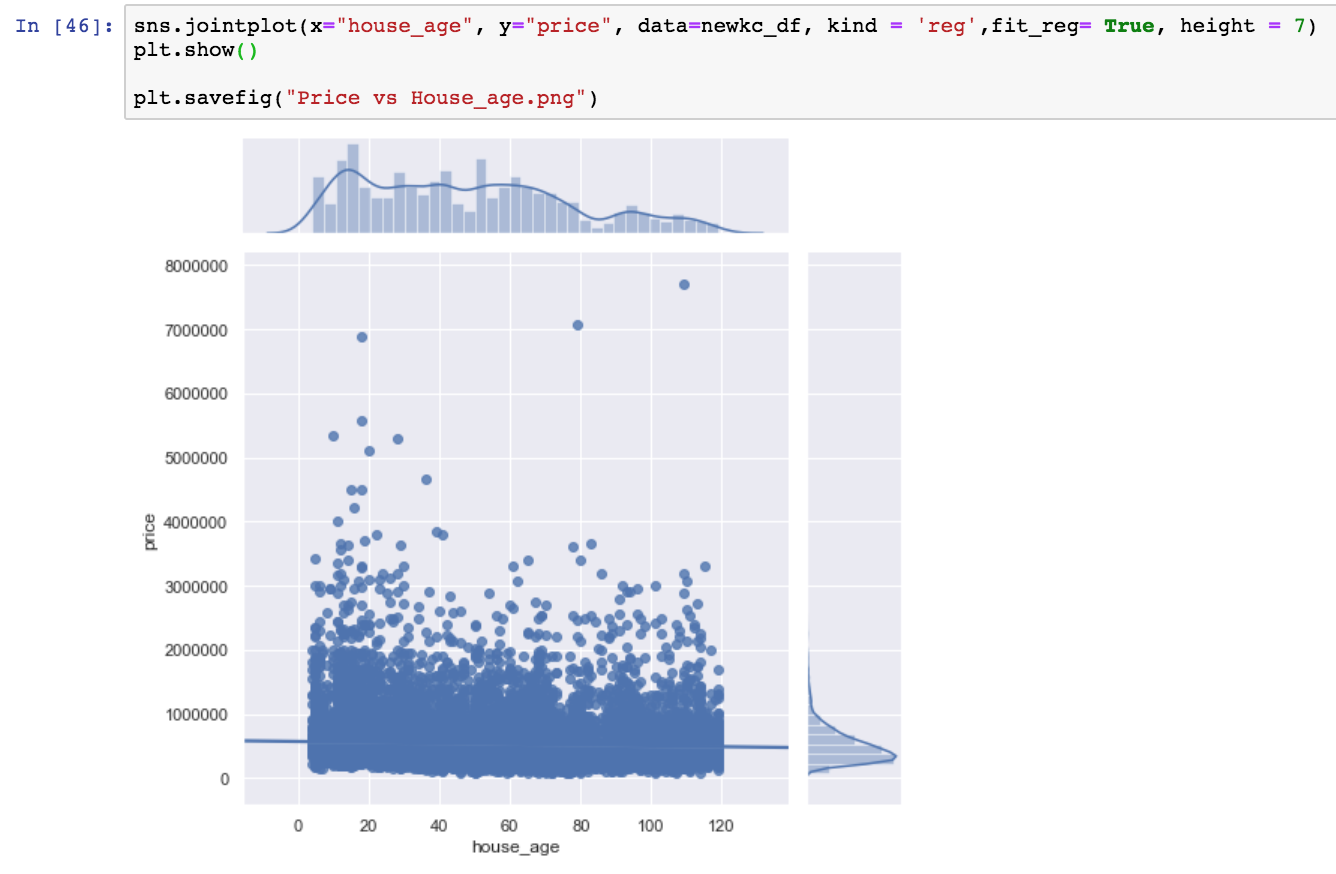 In [46]: sns.jointplot(x="house_age", y="price", data=newkc_df, kind = 'reg',fit_reg= True, height = 7)
plt.show()
plt.savefig("Price vs House_age.png")
8000000
7000000
6000000
5000000
4000000
3000000
2000000
1000000
0
price
0 20 40 60 80 100 120
house_age